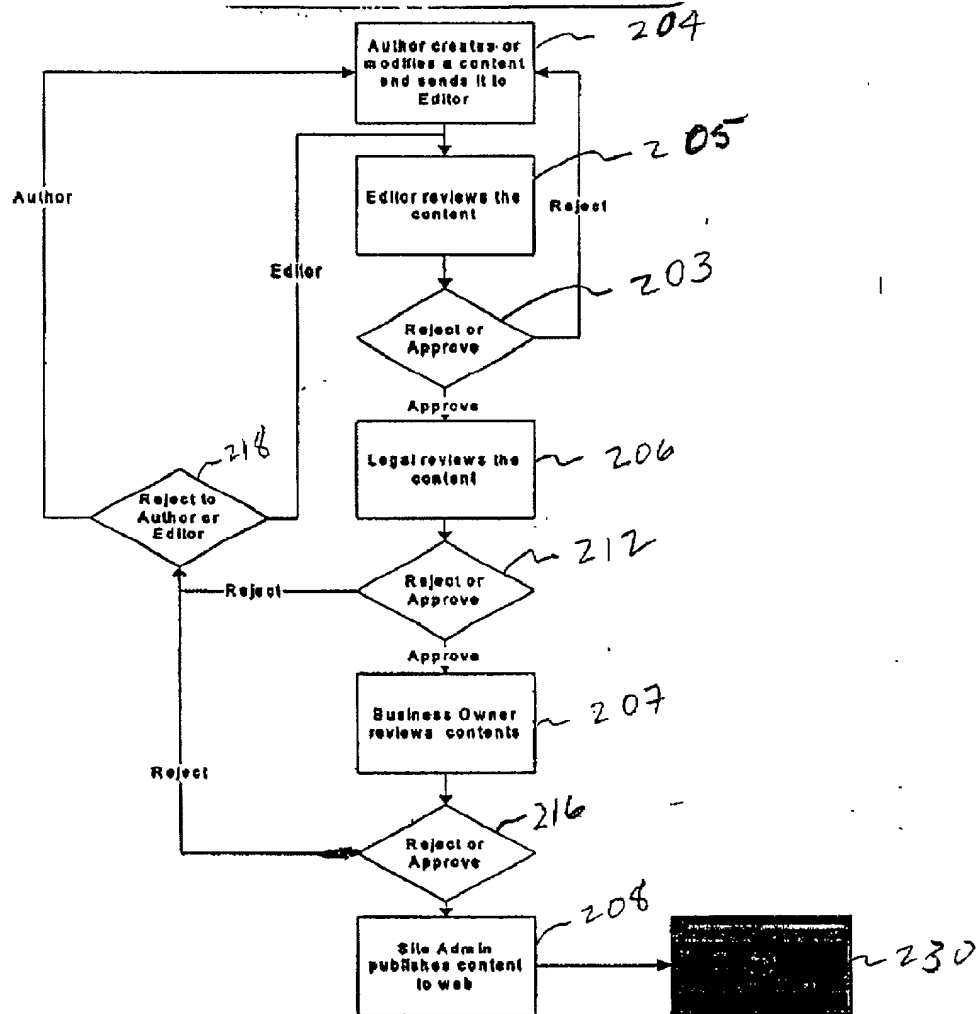 204
Author creates or
modifies a content
and sends it to
Editor
205
Author
Editor reviews the
content
Reject
Editor
203
Reject or
Approve
Approve
218
Legal reviews the
content
206
Reject to
Author or
Editor
212
Reject or
Approve
Reject
Approve
Business Owner
reviews contents
207
Reject
216
Reject or
Approve
208
Site Admin
publishes content
to web
230